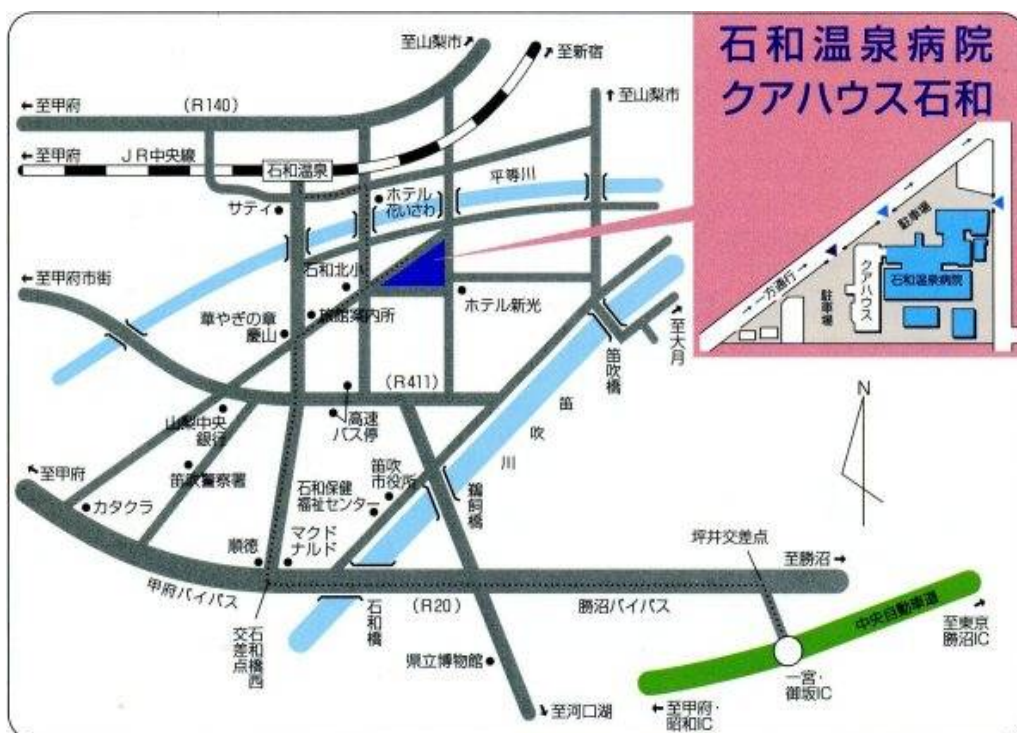 石和温泉病院
クアハウス石和
至山梨市
至新宿
至山梨市
至甲府
(R140)
至甲府
JR中央線
石和温泉
平等川
ホテル
花いさわ
サティ
一方通行
駐車場
石和温泉病院
クアハウス
駐車場
石和北小
至甲府市街
ホテル新光
旅館案内所
華やぎの章
慶山
至大月
笛吹橋
(R411)
笛吹川
山梨中央
銀行
高速
バス停
N
至甲府
笛吹警察署
石和保健
福祉センター
笛吹
市役所
鵜飼橋
カタクラ
順徳
マクド
ナルド
坪井交差点
至勝沼
甲府バイパス
石和橋西
交差点
石和橋
(R20)
勝沼バイパス
中央自動車道
至東京
勝沼IC
県立博物館
一宮・
御坂IC
至河口湖
至甲府・
昭和IC